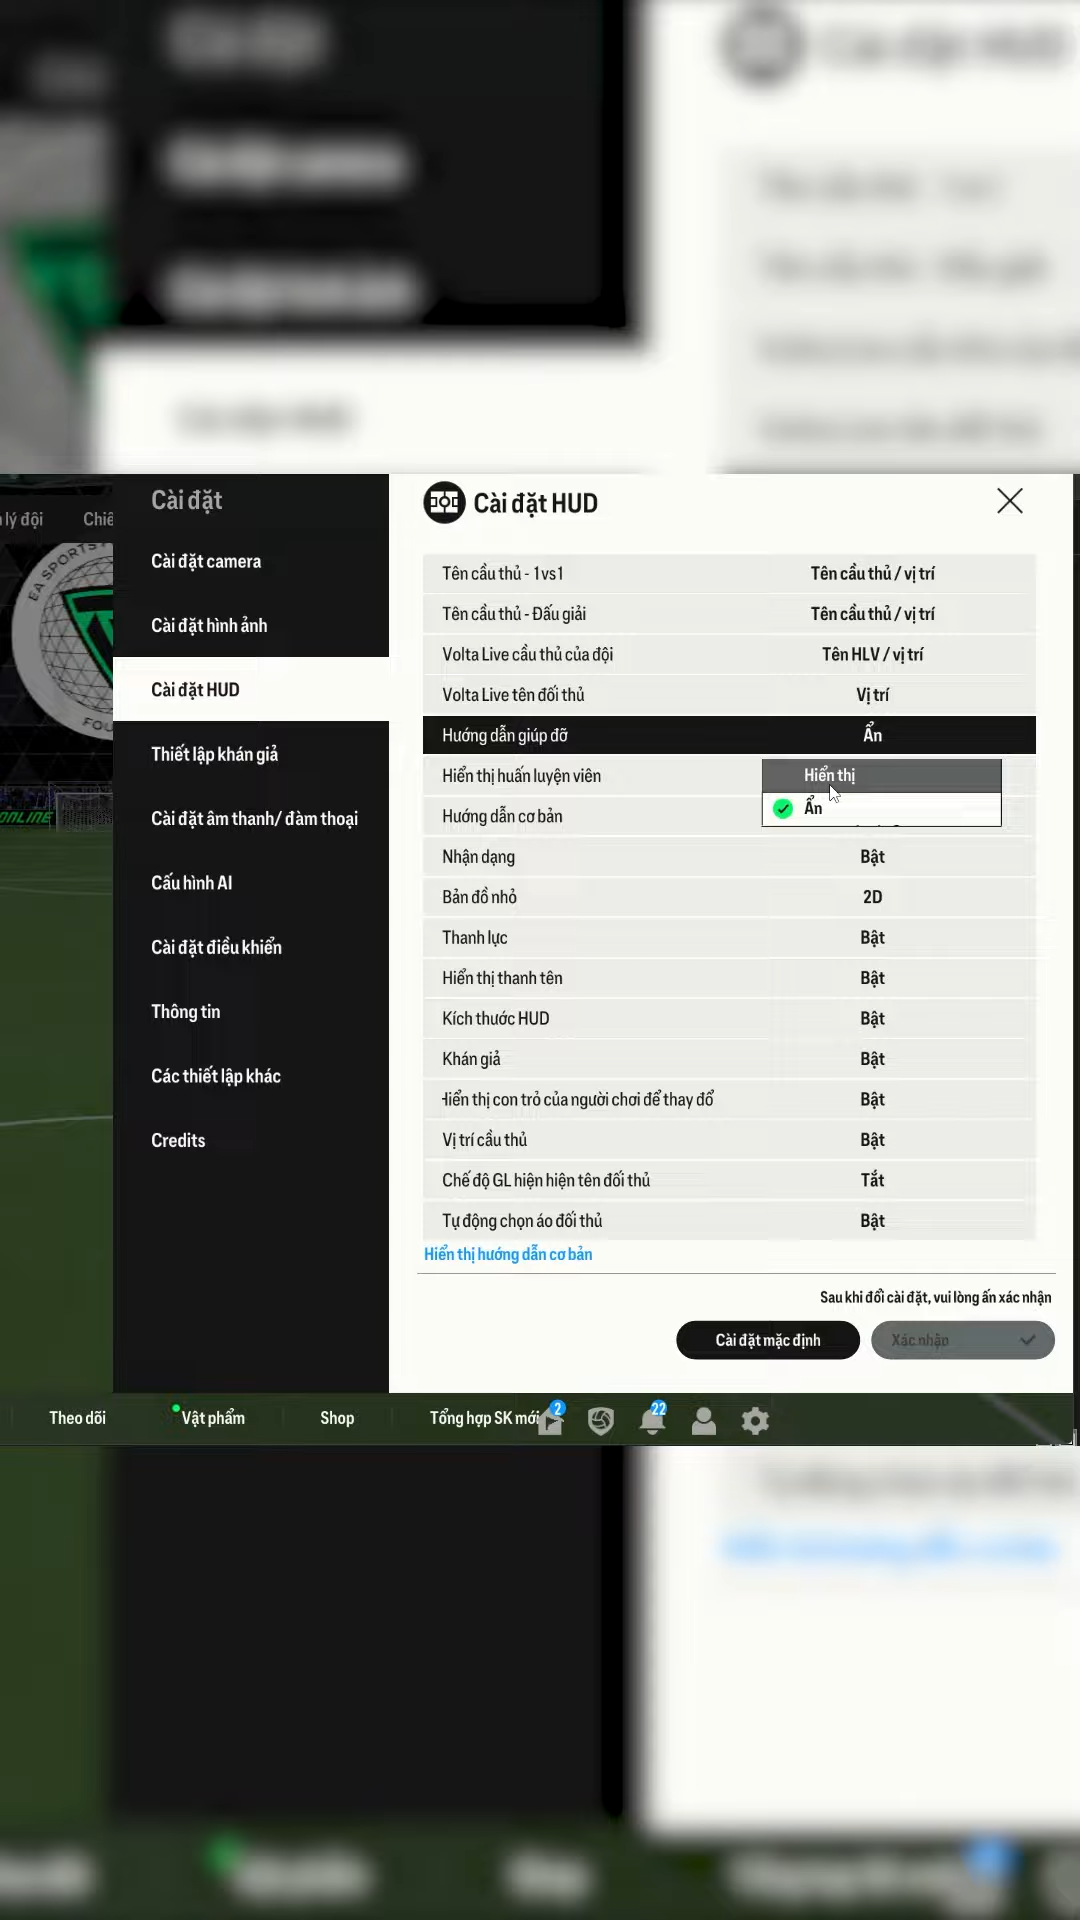 Cài đặt
Cài đặt HUD
lý đội
Chiê
EA SPORTS
FOU
ONLINE
Cài đặt camera
Cài đặt hình ảnh
Cài đặt HUD
Thiết lập khán giả
Cài đặt âm thanh/ đàm thoại
Cấu hình AI
Cài đặt điều khiển
Thông tin
Các thiết lập khác
Credits
Tên cầu thủ - 1vs1 Tên cầu thủ / vị trí
Tên cầu thủ - Đấu giải Tên cầu thủ / vị trí
Volta Live cầu thủ của đội Tên HLV / vị trí
Volta Live tên đối thủ Vị trí
Hướng dẫn giúp đỡ Ẩn
Hiển thị huấn luyện viên Hiển thị
Hướng dẫn cơ bản Ẩn
Nhận dạng Bật
Bản đồ nhỏ 2D
Thanh lực Bật
Hiển thị thanh tên Bật
Kích thước HUD Bật
Khán giả Bật
Hiển thị con trỏ của người chơi để thay đổ Bật
Vị trí cầu thủ Bật
Chế độ GL hiện hiện tên đối thủ Tắt
Tự động chọn áo đối thủ Bật
Hiển thị hướng dẫn cơ bản
Sau khi đổi cài đặt, vui lòng ấn xác nhận
Cài đặt mặc định Xác nhận
Theo dõi Vật phẩm Shop Tổng hợp SK mới 2 22